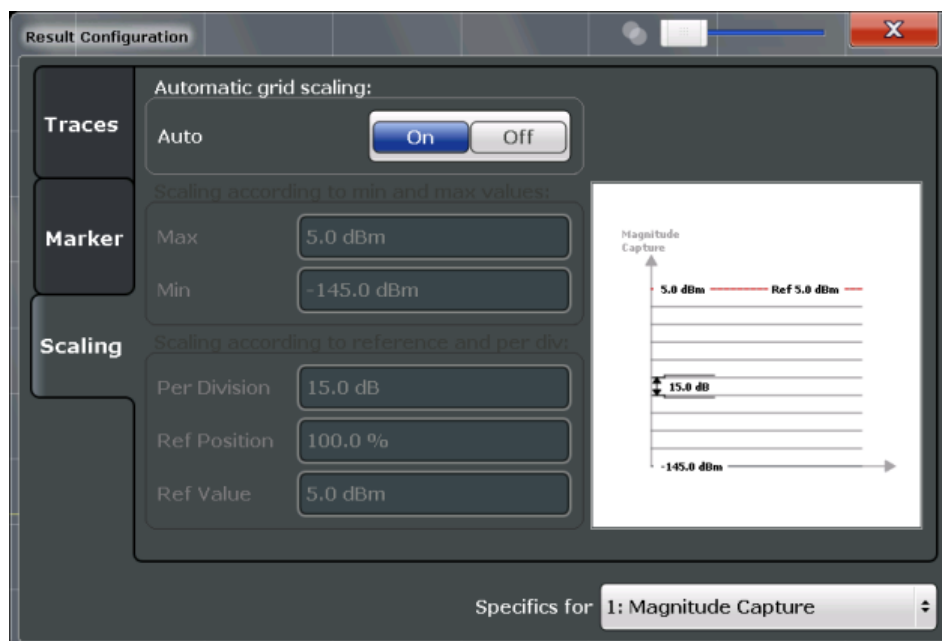 Result Configuration
X
Traces
Marker
Scaling
Automatic grid scaling:
Auto On Off
Scaling according to min and max values:
Max 5.0 dBm
Min -145.0 dBm
Scaling according to reference and per div:
Per Division 15.0 dB
Ref Position 100.0 %
Ref Value 5.0 dBm
Magnitude
Capture
5.0 dBm Ref 5.0 dBm
15.0 dB
-145.0 dBm
Specifics for 1: Magnitude Capture